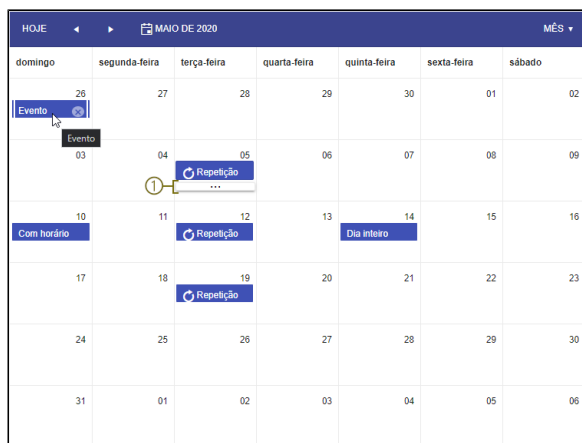 HOJE MAIO DE 2020 MÊS
domingo segunda-feira terça-feira quarta-feira quinta-feira sexta-feira sábado
26 27 28 29 30 01 02
Evento
Evento
03 04 05 06 07 08 09
Repetição
1 ...
10 11 12 13 14 15 16
Com horário Repetição Dia inteiro
17 18 19 20 21 22 23
Repetição
24 25 26 27 28 29 30
31 01 02 03 04 05 06